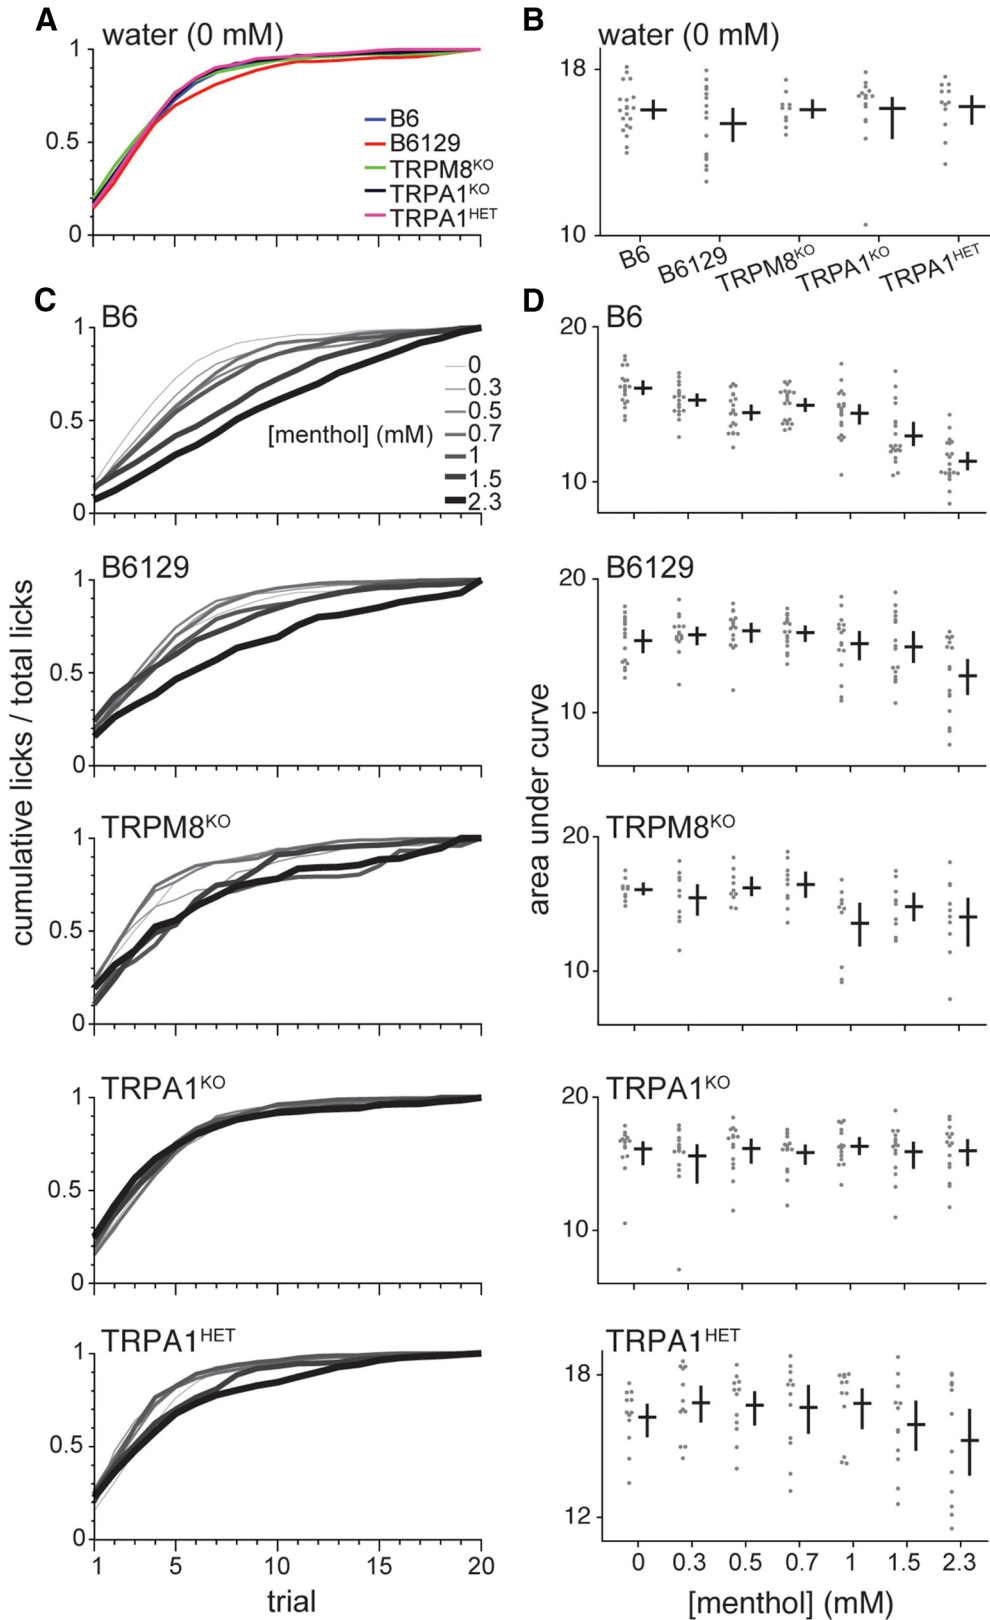 A
water (0 mM)
1
0.5
0
B6
B6129
TRPM8KO
TRPA1KO
TRPA1HET
B
water (0 mM)
18
10
B6
B6129
TRPM8KO
TRPA1KO
TRPA1HET
C
B6
1
0.5
0
[menthol] (mM)
0
0.3
0.5
0.7
1
1.5
2.3
B6129
1
0.5
0
TRPM8KO
1
0.5
0
TRPA1KO
1
0.5
0
TRPA1HET
1
0.5
0
1 5 10 15 20
trial
cumulative licks / total licks
D
B6
20
10
B6129
20
10
TRPM8KO
20
10
TRPA1KO
20
10
TRPA1HET
18
12
0 0.3 0.5 0.7 1 1.5 2.3
[menthol] (mM)
area under curve